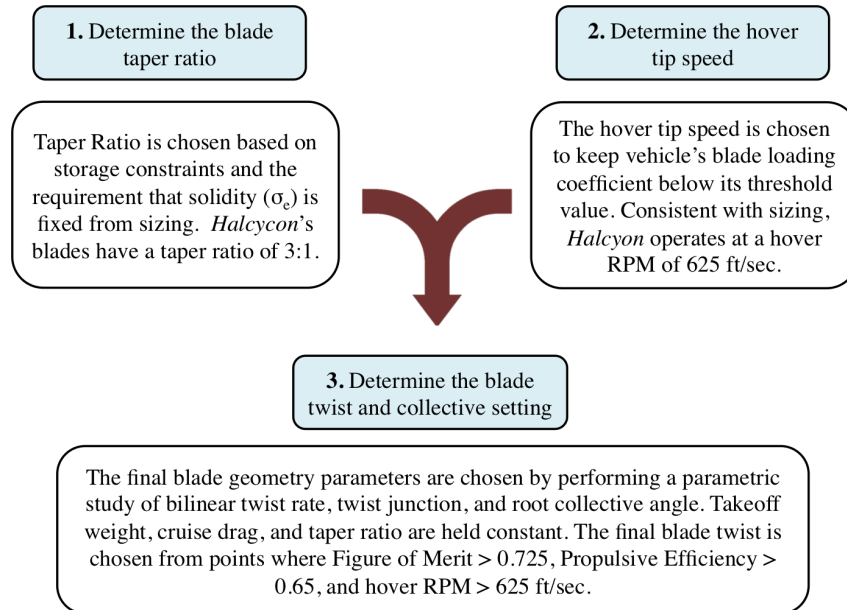 1. Determine the blade
taper ratio
2. Determine the hover
tip speed
Taper Ratio is chosen based on
storage constraints and the
requirement that solidity (σe) is
fixed from sizing. Halcycon's
blades have a taper ratio of 3:1.
The hover tip speed is chosen
to keep vehicle's blade loading
coefficient below its threshold
value. Consistent with sizing,
Halcyon operates at a hover
RPM of 625 ft/sec.
3. Determine the blade
twist and collective setting
The final blade geometry parameters are chosen by performing a parametric
study of bilinear twist rate, twist junction, and root collective angle. Takeoff
weight, cruise drag, and taper ratio are held constant. The final blade twist is
chosen from points where Figure of Merit > 0.725, Propulsive Efficiency >
0.65, and hover RPM > 625 ft/sec.